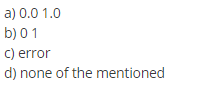 a) 0.0 1.0
b) 0 1
c) error
d) none of the mentioned